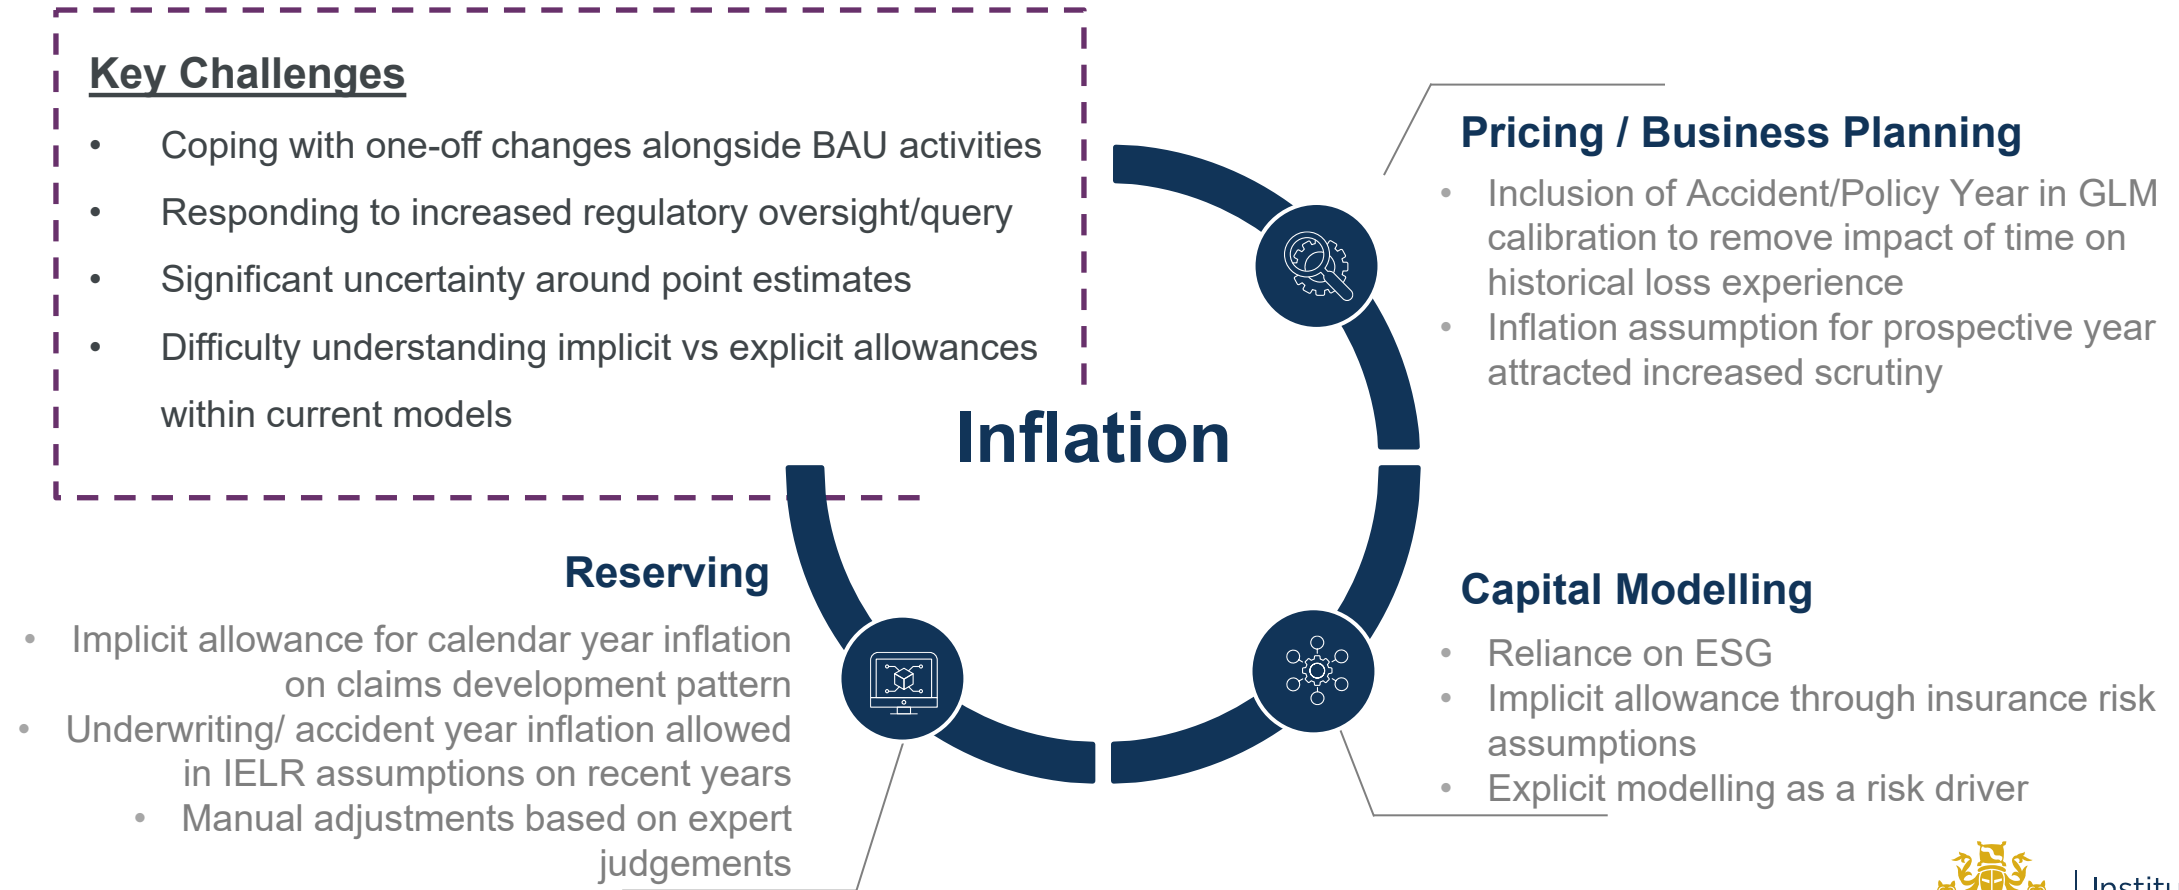 Key Challenges
• Coping with one-off changes alongside BAU activities
• Responding to increased regulatory oversight/query
• Significant uncertainty around point estimates
• Difficulty understanding implicit vs explicit allowances
within current models
Inflation
Pricing / Business Planning
• Inclusion of Accident/Policy Year in GLM
calibration to remove impact of time on
historical loss experience
• Inflation assumption for prospective year
attracted increased scrutiny
Reserving
• Implicit allowance for calendar year inflation
on claims development pattern
• Underwriting/ accident year inflation allowed
in IELR assumptions on recent years
• Manual adjustments based on expert
judgements
Capital Modelling
• Reliance on ESG
• Implicit allowance through insurance risk
assumptions
• Explicit modelling as a risk driver